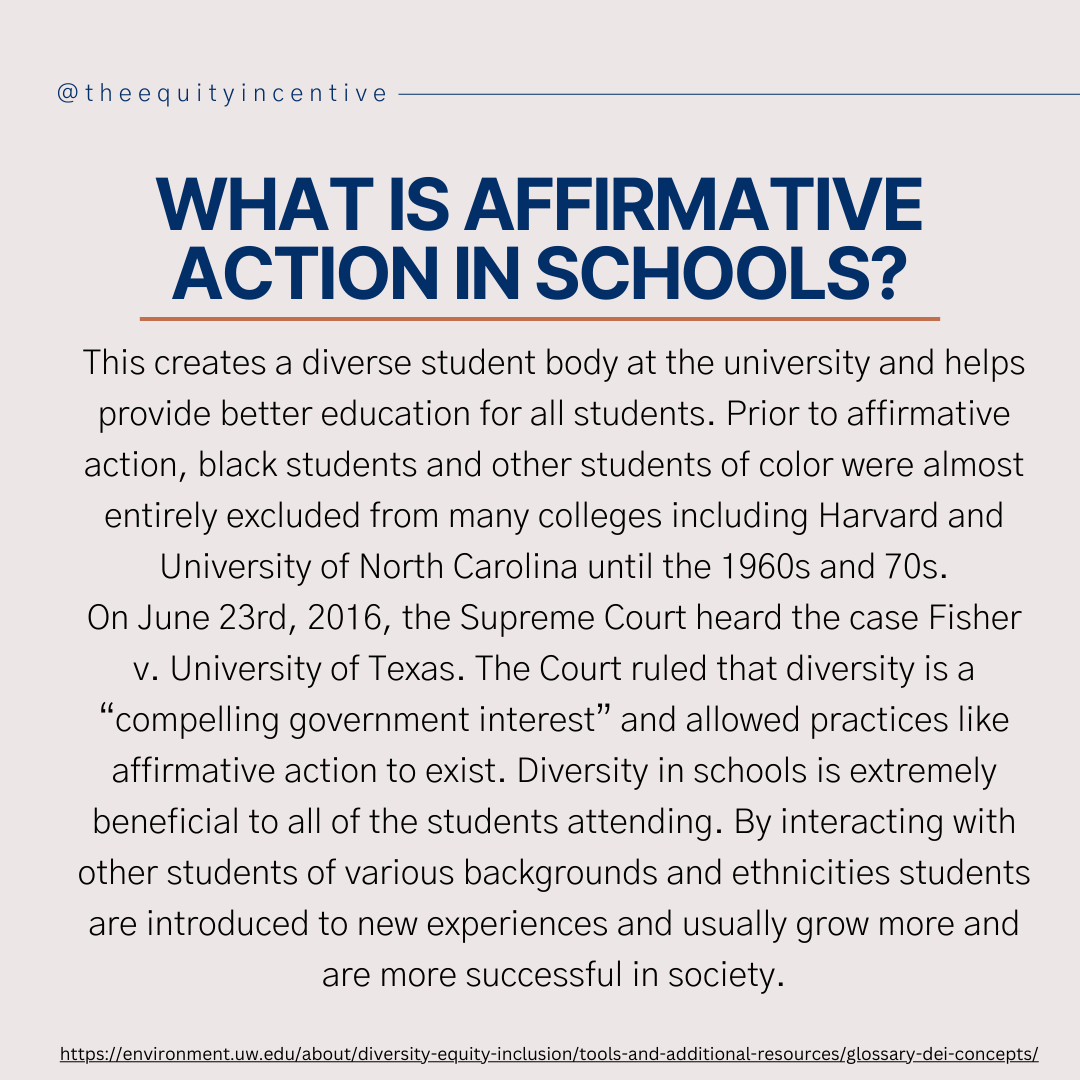 @theequityincentive
WHAT IS AFFIRMATIVE
ACTION IN SCHOOLS?
This creates a diverse student body at the university and helps
provide better education for all students. Prior to affirmative
action, black students and other students of color were almost
entirely excluded from many colleges including Harvard and
University of North Carolina until the 1960s and 70s.
On June 23rd, 2016, the Supreme Court heard the case Fisher
v. University of Texas. The Court ruled that diversity is a
“compelling government interest” and allowed practices like
affirmative action to exist. Diversity in schools is extremely
beneficial to all of the students attending. By interacting with
other students of various backgrounds and ethnicities students
are introduced to new experiences and usually grow more and
are more successful in society.
https://environment.uw.edu/about/diversity-equity-inclusion/tools-and-additional-resources/glossary-dei-concepts/